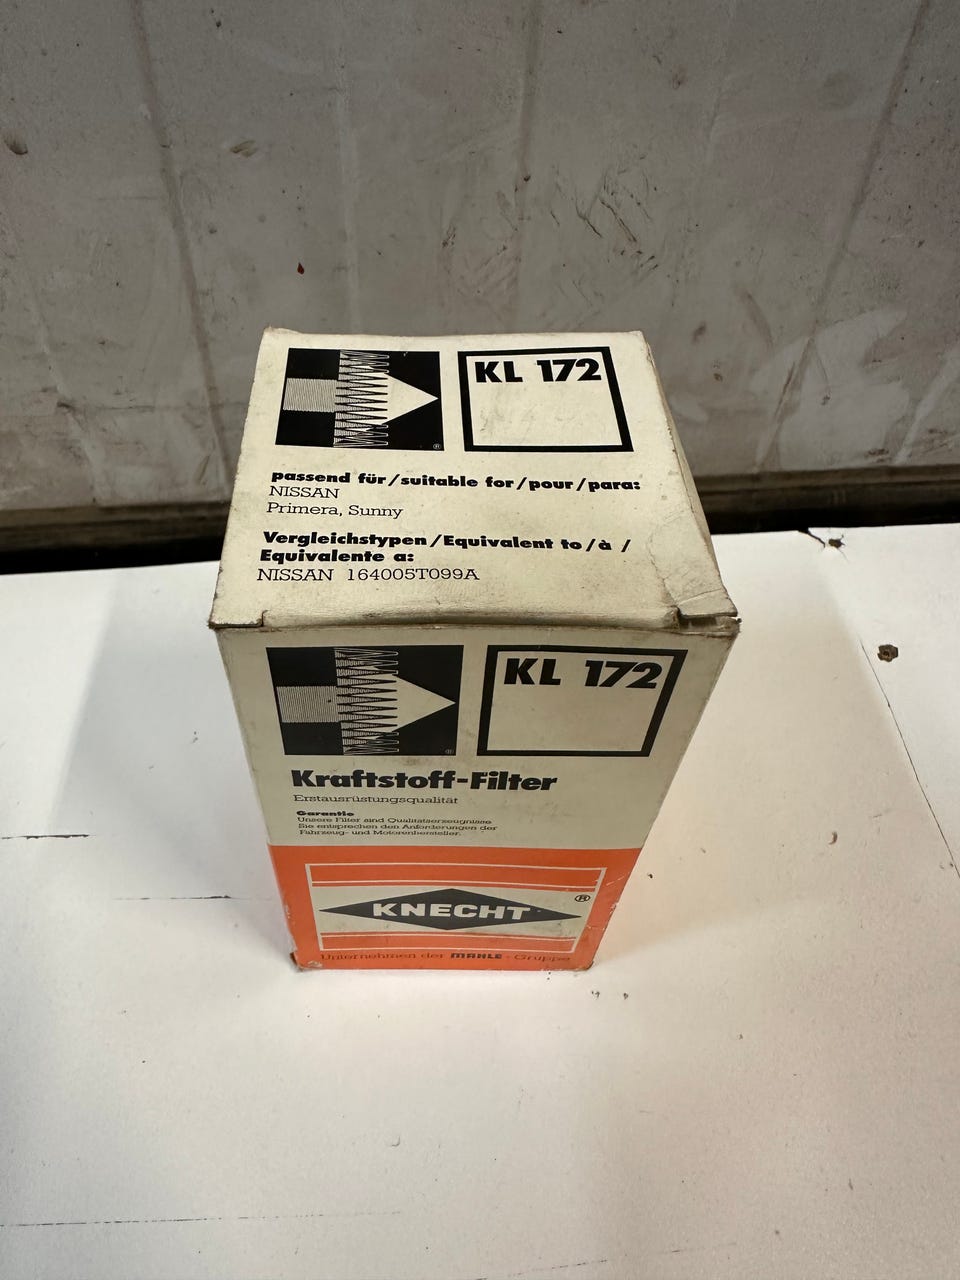 KL 172
®
passend für/suitable for/pour/para:
NISSAN
Primera, Sunny
Vergleichstypen/Equivalent to/à/
Equivalente a:
NISSAN 164005T099A
KL 172
®
Kraftstoff-Filter
Erstausrüstungsqualität
Garantie
Unsere Filter sind Qualitätserzeugnisse.
Sie entsprechen den Anforderungen der
Fahrzeug- und Motorenhersteller.
KNECHT ®
Unternehmen der MAHLE-Gruppe